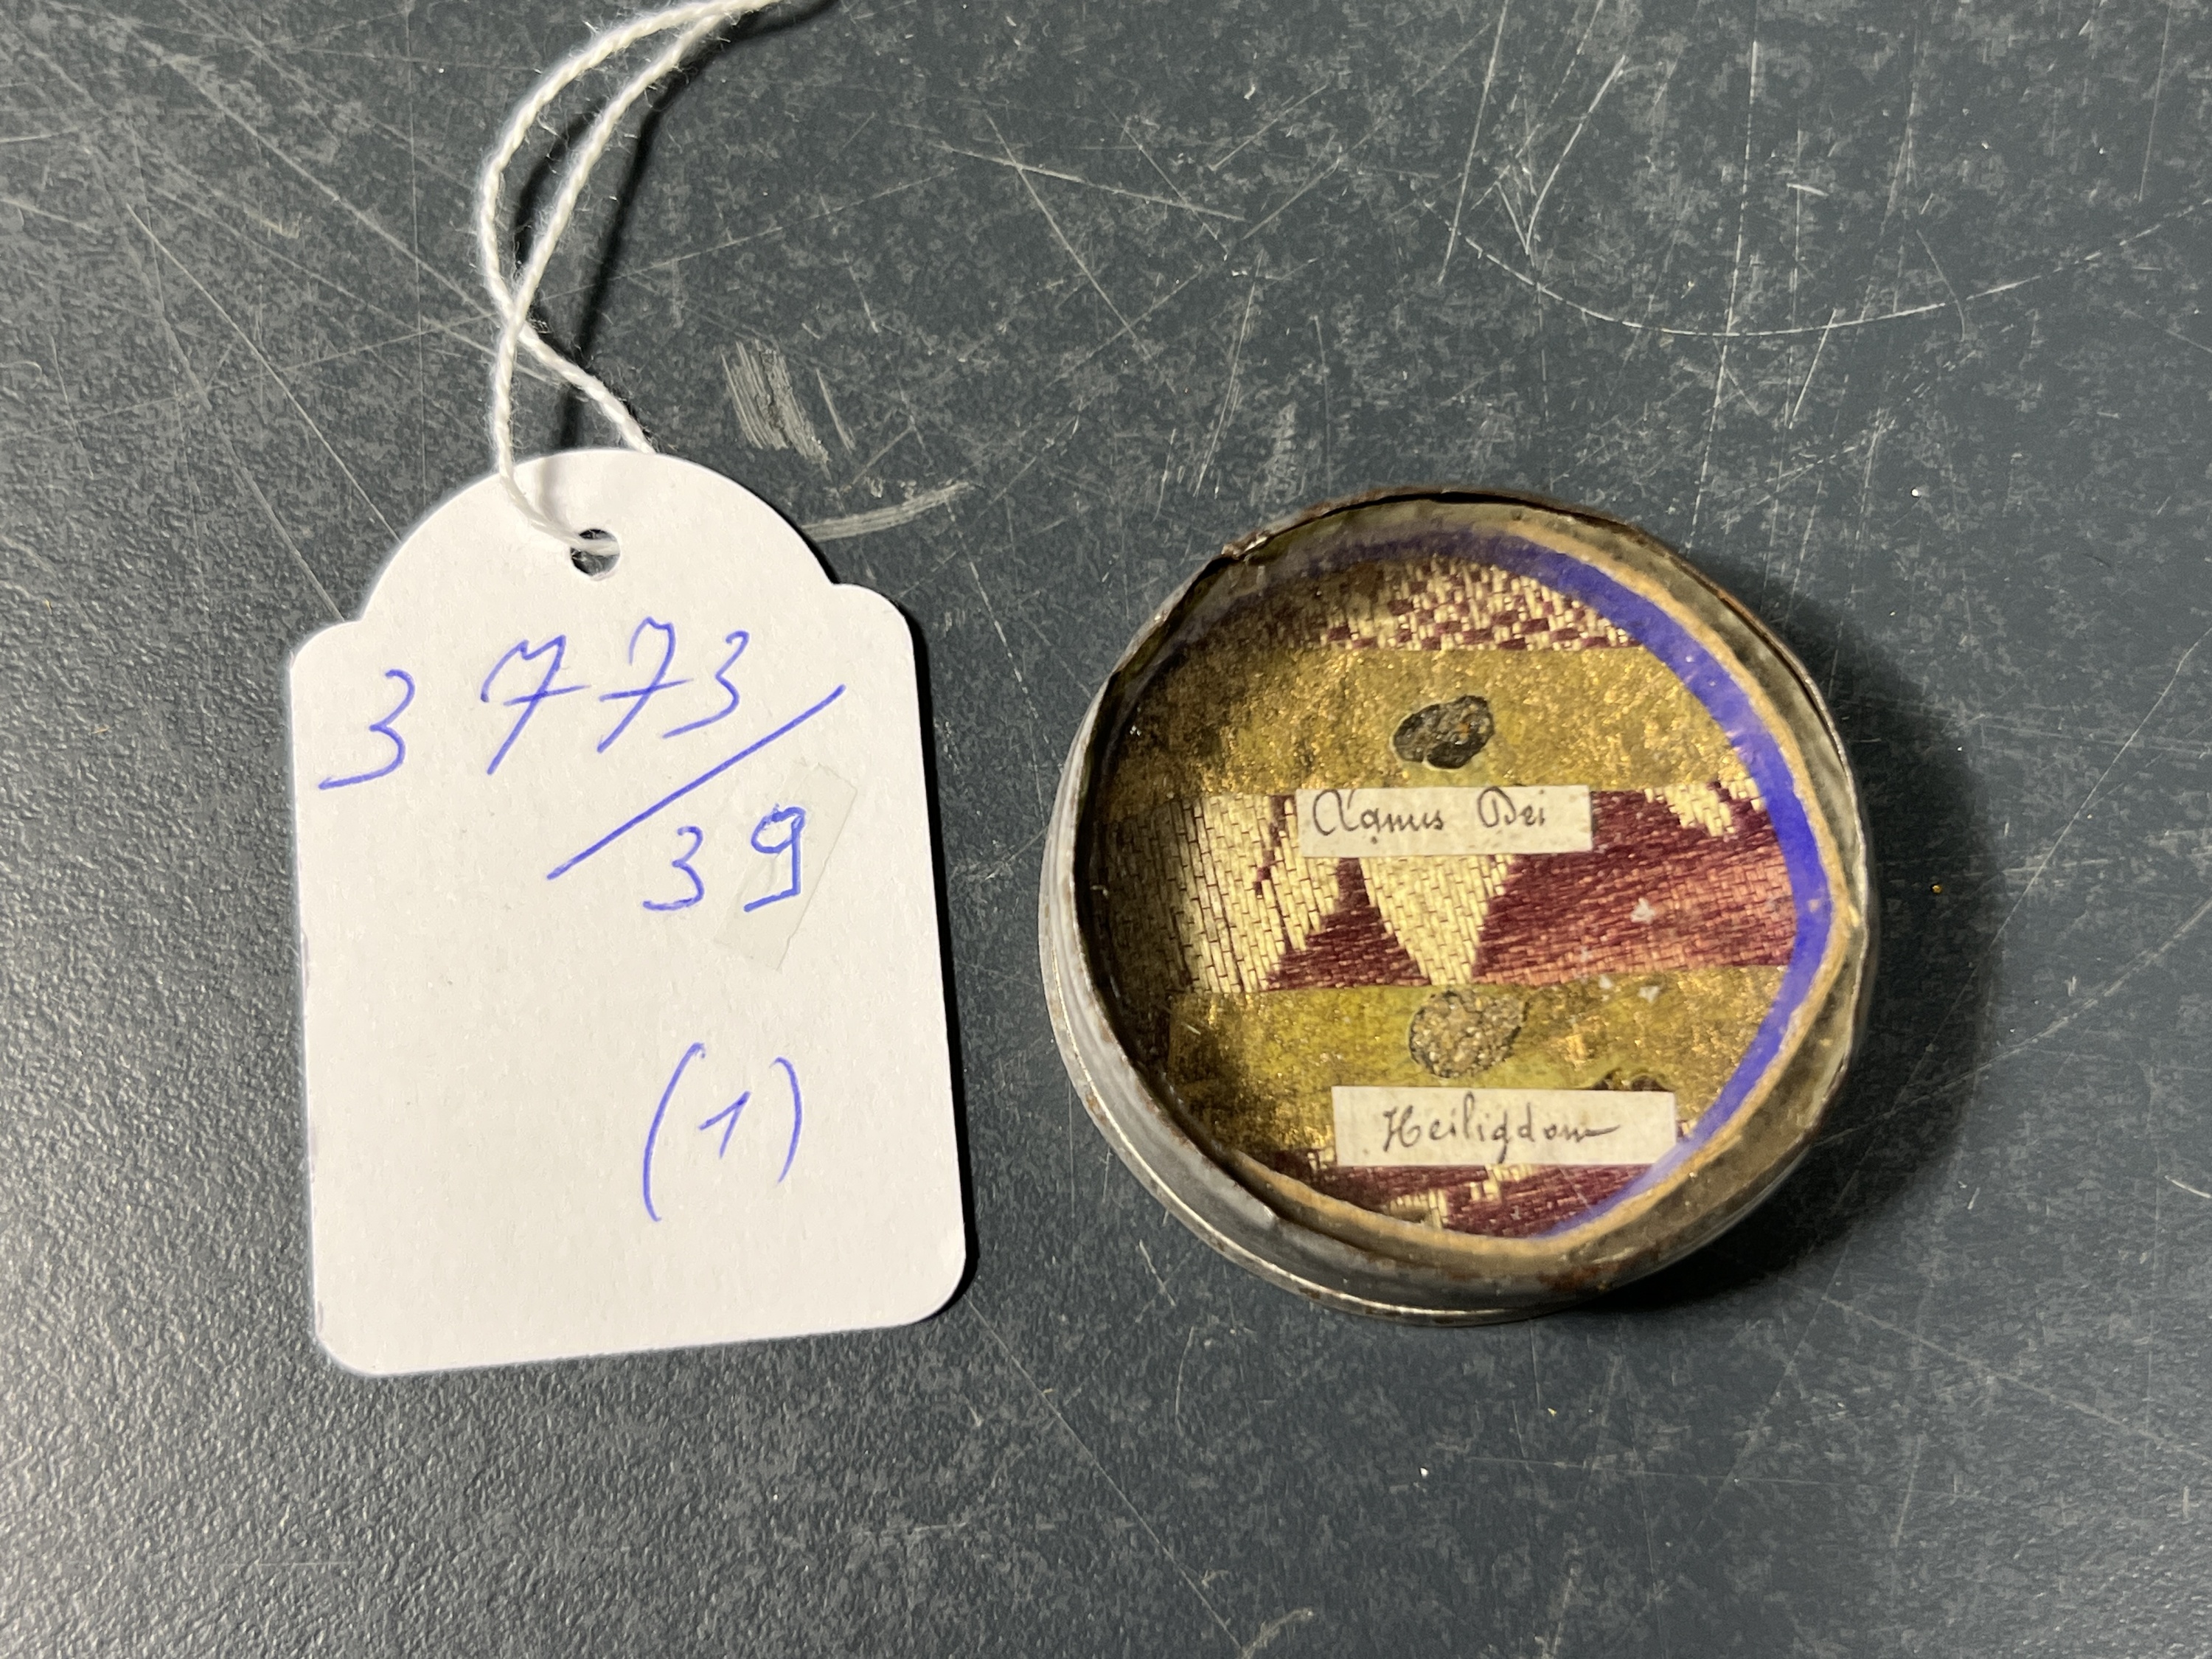 3773/39
(1)
Agnus Dei
Heiligdom